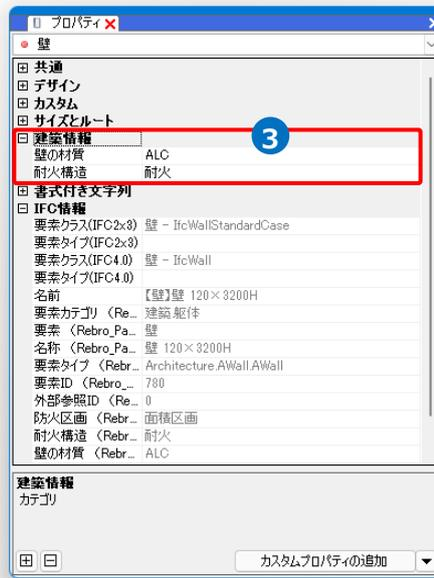 プロパティ
壁
共通
デザイン
カスタム
サイズとルート
建築情報
3
壁の材質 ALC
耐火構造 耐火
書式付き文字列
IFC情報
要素クラス(IFC2x3) 壁 - IfcWallStandardCase
要素タイプ(IFC2x3)
要素クラス(IFC4.0) 壁 - IfcWall
要素タイプ(IFC4.0)
名前 【壁】壁 120×3200H
要素カテゴリ (Re... 建築躯体
要素 (Rebro_Pa... 壁
名称 (Rebro_Pa... 壁 120×3200H
要素タイプ (Rebr... Architecture.AWall.AWall
要素ID (Rebro_... 780
外部参照ID (Re... 0
防火区画 (Rebr... 面積区画
耐火構造 (Rebr... 耐火
壁の材質 (Rebr... ALC
建築情報
カテゴリ
カスタムプロパティの追加